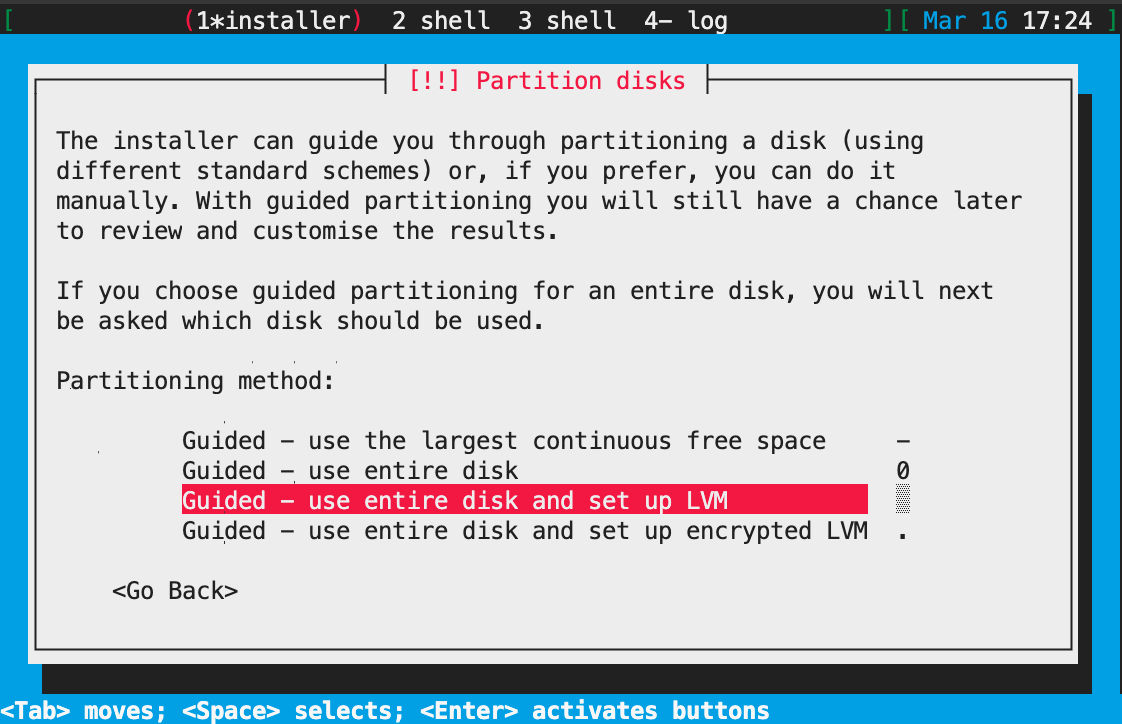 [ (1*installer) 2 shell 3 shell 4- log ][ Mar 16 17:24 ]
[!!] Partition disks
The installer can guide you through partitioning a disk (using
different standard schemes) or, if you prefer, you can do it
manually. With guided partitioning you will still have a chance later
to review and customise the results.
If you choose guided partitioning for an entire disk, you will next
be asked which disk should be used.
Partitioning method:
Guided - use the largest continuous free space -
Guided - use entire disk 0
Guided - use entire disk and set up LVM ▒
Guided - use entire disk and set up encrypted LVM .
<Go Back>
<Tab> moves; <Space> selects; <Enter> activates buttons